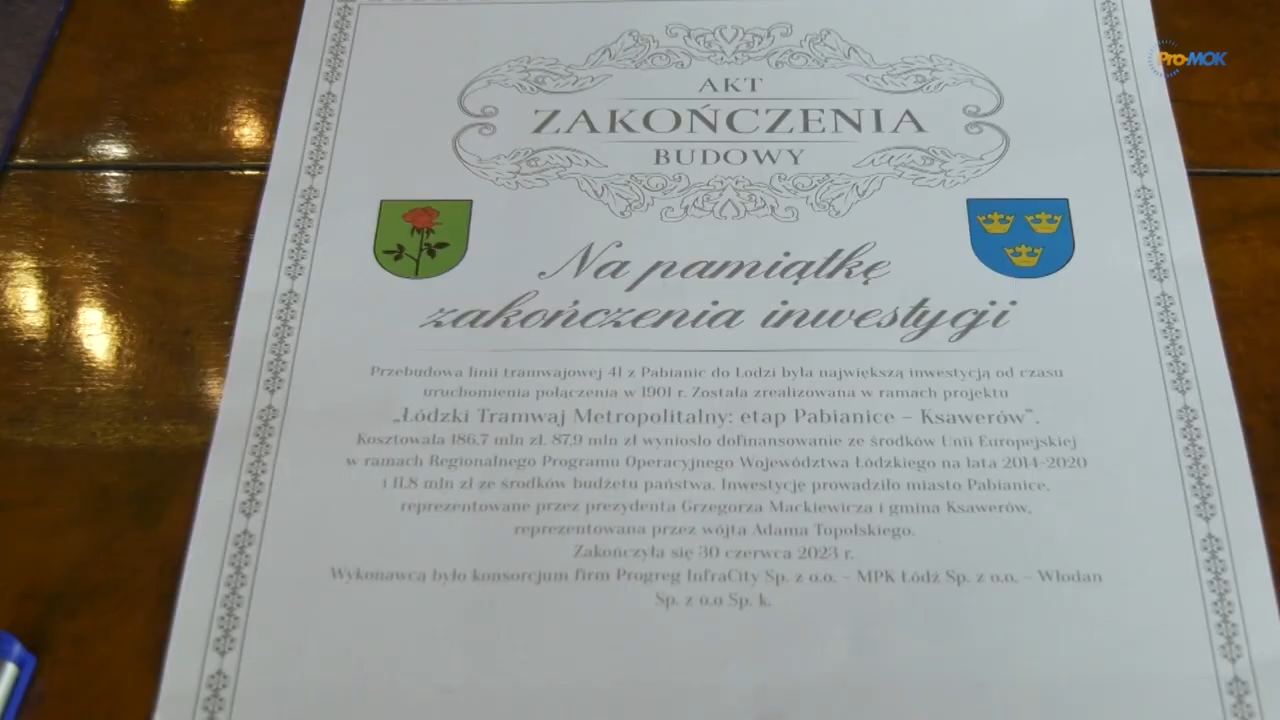 Pro-MOK
AKT
ZAKOŃCZENIA
BUDOWY
Na pamiątkę
zakończenia inwestycji
Przebudowa linii tramwajowej 41 z Pabianic do Łodzi była największą inwestycją od czasu
uruchomienia połączenia w 1901 r. Została zrealizowana w ramach projektu
„Łódzki Tramwaj Metropolitalny: etap Pabianice – Ksawerów”.
Kosztowała 186,7 mln zł. 87,9 mln zł wyniosło dofinansowanie ze środków Unii Europejskiej
w ramach Regionalnego Programu Operacyjnego Województwa Łódzkiego na lata 2014-2020
i 11,8 mln zł ze środków budżetu państwa. Inwestycję prowadziło miasto Pabianice,
reprezentowane przez prezydenta Grzegorza Mackiewicza i gmina Ksawerów,
reprezentowana przez wójta Adama Topolskiego.
Zakończyła się 30 czerwca 2023 r.
Wykonawcą było konsorcjum firm Progreg InfraCity Sp. z o.o. – MPK Łódź Sp. z o.o. – Włodan
Sp. z o.o Sp. k.